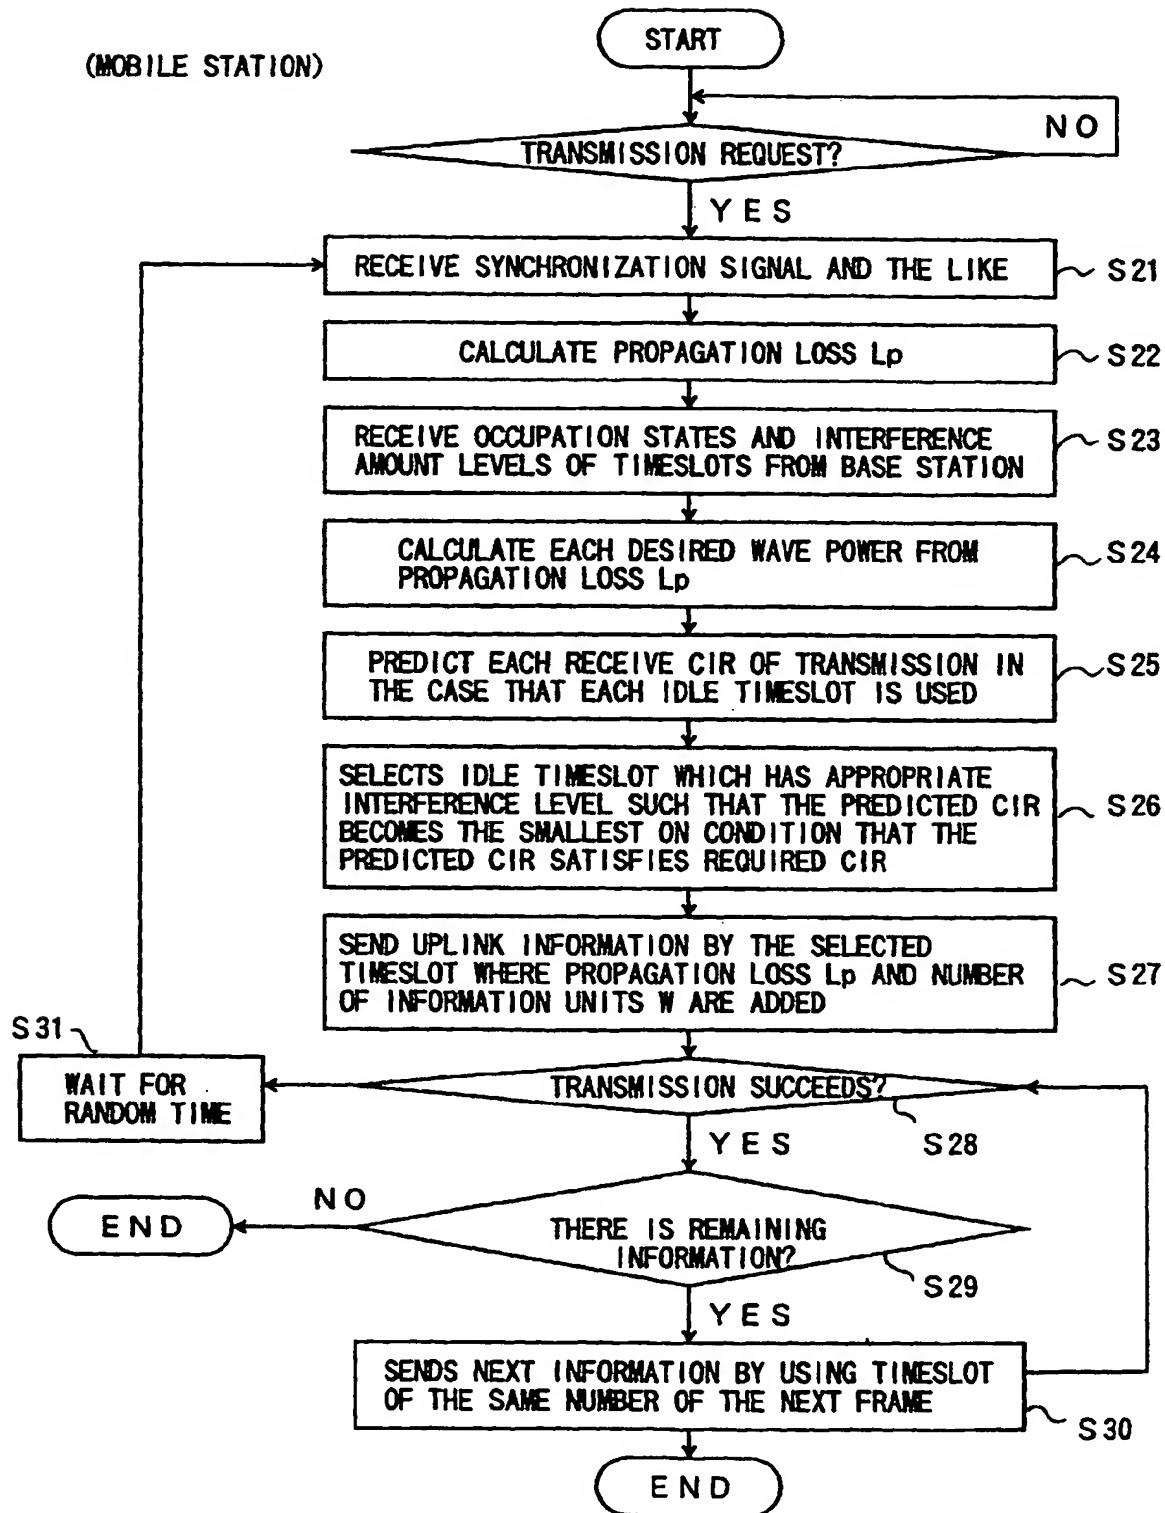 START
(MOBILE STATION)
NO
TRANSMISSION REQUEST?
YES
RECEIVE SYNCHRONIZATION SIGNAL AND THE LIKE
S21
CALCULATE PROPAGATION LOSS Lp
S22
RECEIVE OCCUPATION STATES AND INTERFERENCE
AMOUNT LEVELS OF TIMESLOTS FROM BASE STATION
S23
CALCULATE EACH DESIRED WAVE POWER FROM
PROPAGATION LOSS Lp
S24
PREDICT EACH RECEIVE CIR OF TRANSMISSION IN
THE CASE THAT EACH IDLE TIMESLOT IS USED
S25
SELECTS IDLE TIMESLOT WHICH HAS APPROPRIATE
INTERFERENCE LEVEL SUCH THAT THE PREDICTED CIR
BECOMES THE SMALLEST ON CONDITION THAT THE
PREDICTED CIR SATISFIES REQUIRED CIR
S26
SEND UPLINK INFORMATION BY THE SELECTED
TIMESLOT WHERE PROPAGATION LOSS Lp AND NUMBER
OF INFORMATION UNITS W ARE ADDED
S27
S31
WAIT FOR
RANDOM TIME
TRANSMISSION SUCCEEDS?
S28
YES
NO
END
THERE IS REMAINING
INFORMATION?
S29
YES
SENDS NEXT INFORMATION BY USING TIMESLOT
OF THE SAME NUMBER OF THE NEXT FRAME
S30
END